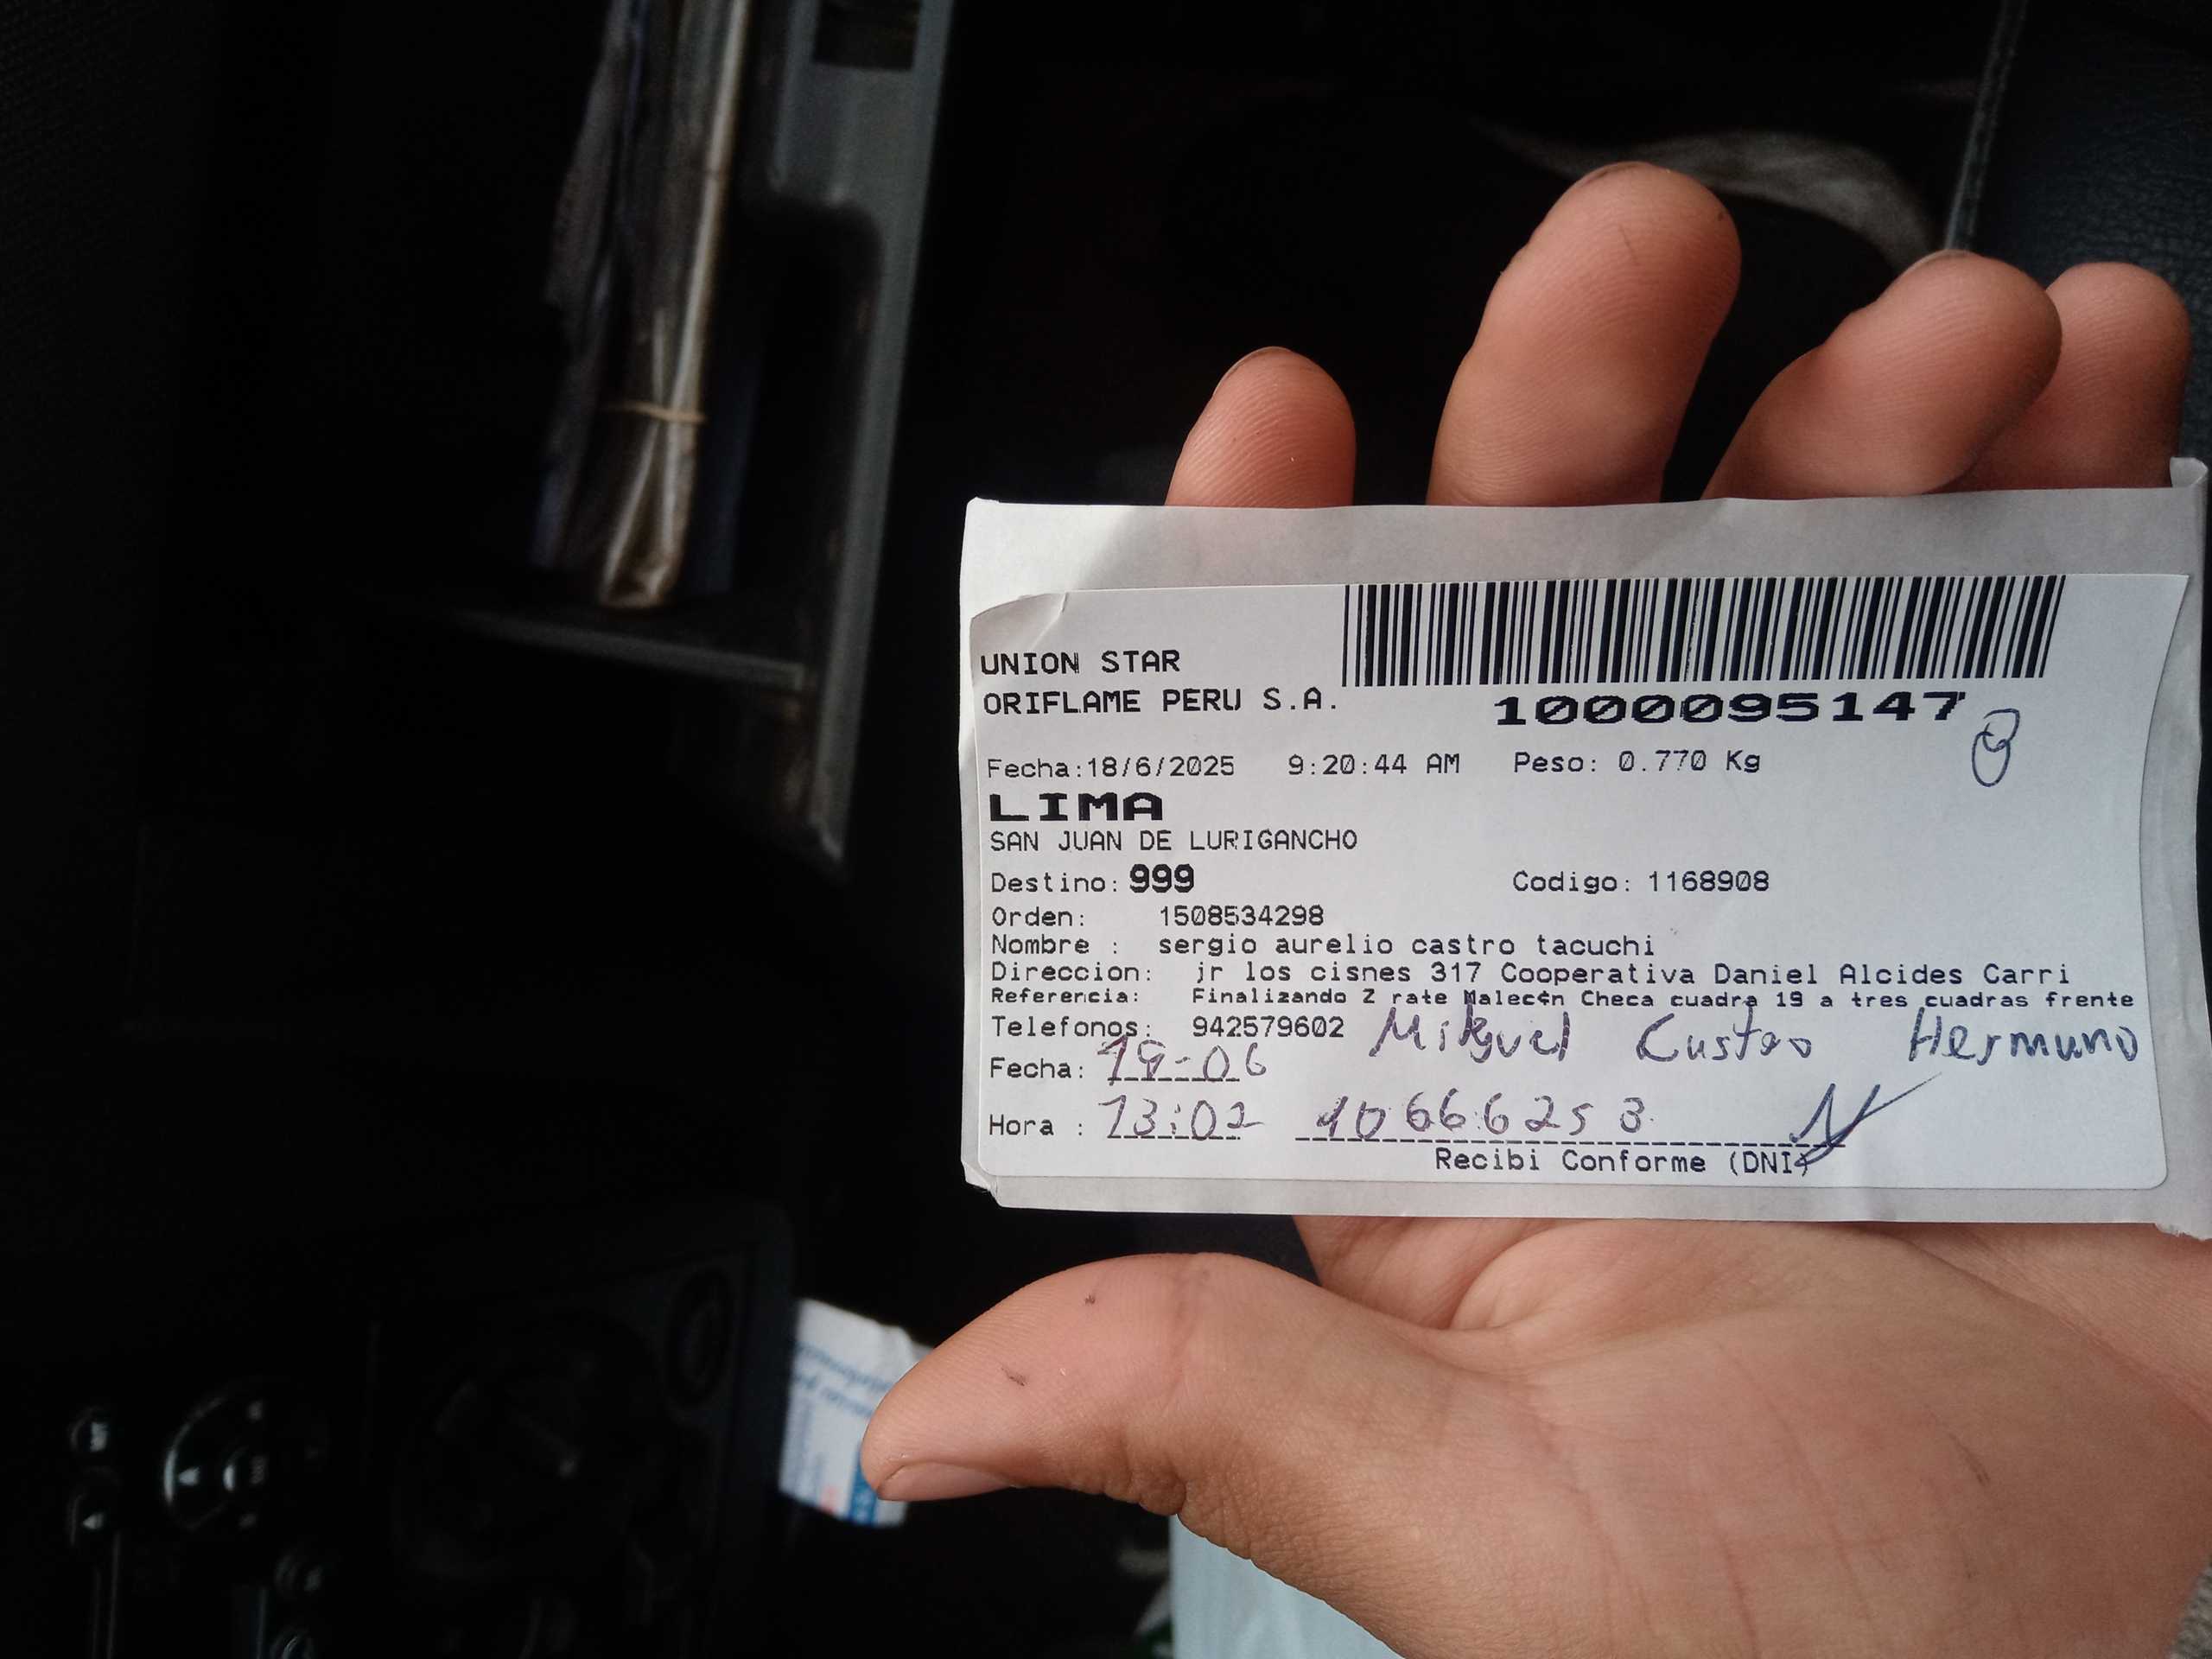 UNION STAR
ORIFLAME PERU S.A.
1000095147
Fecha:18/6/2025 9:20:44 AM Peso: 0.770 Kg
LIMA
SAN JUAN DE LURIGANCHO
Destino: 999 Codigo: 1168908
Orden: 1508534298
Nombre : sergio aurelio castro tacuchi
Direccion: jr los cisnes 317 Cooperativa Daniel Alcides Carri
Referencia: Finalizando Z rate Malec¢n Checa cuadra 19 a tres cuadras frente
Telefonos: 942579602 Miguel Castro Hermano
Fecha: 19-06
Hora : 13:02 10666253
Recibi Conforme (DNI)